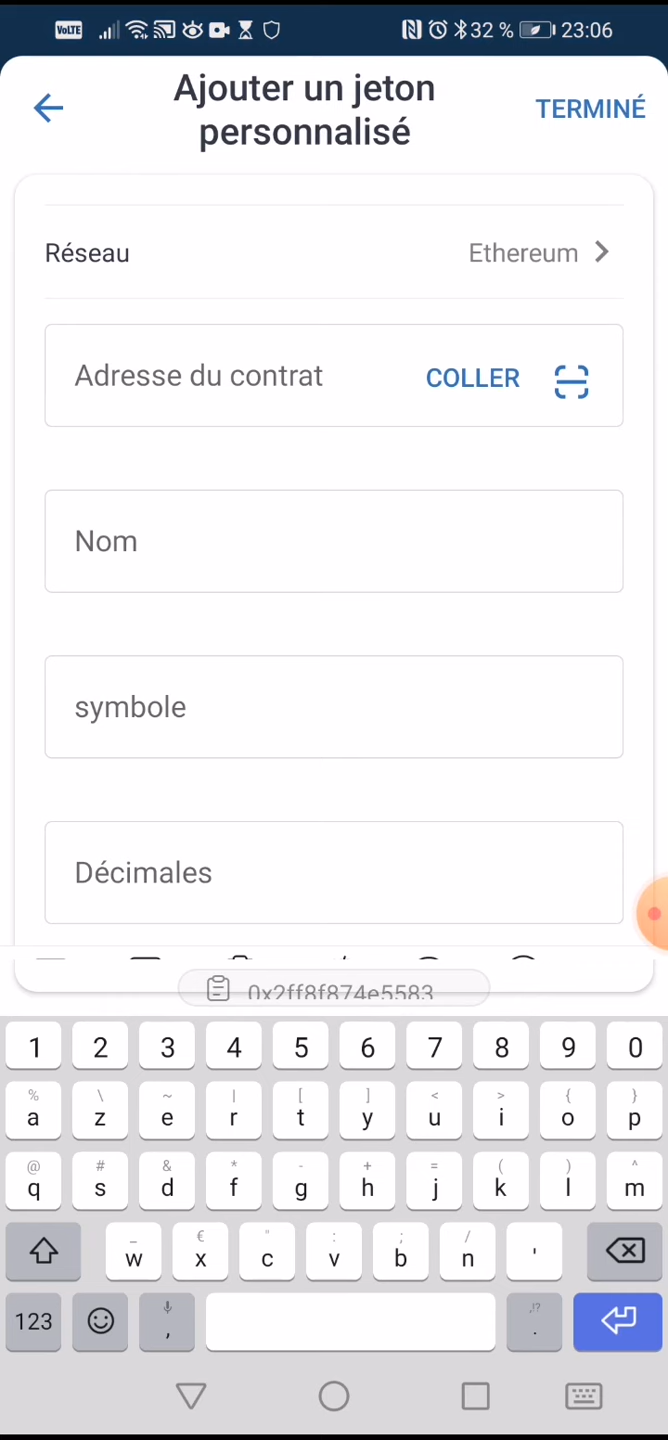 VoLTE 32 % 23:06
Ajouter un jeton
personnalisé
TERMINÉ
Réseau Ethereum
Adresse du contrat COLLER
Nom
symbole
Décimales
0x2ff8f874e5583
1 2 3 4 5 6 7 8 9 0
% \ ~ | [ ] < > { }
a z e r t y u i o p
@ # & * - + = ( ) ^
q s d f g h j k l m
_ € " : ; /
w x c v b n '
,!?
123 , .